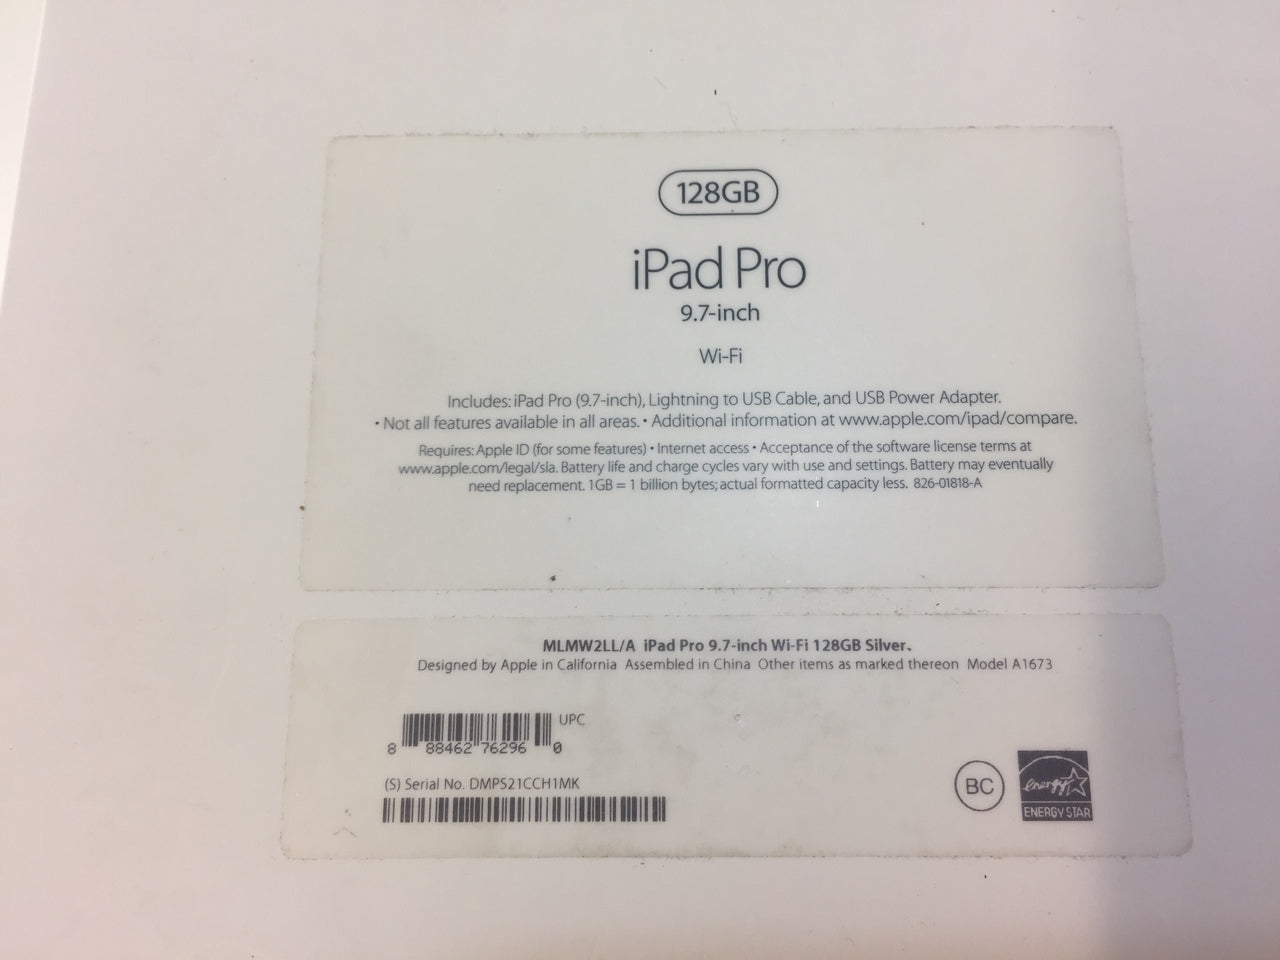 128GB
iPad Pro
9.7-inch
Wi-Fi
Includes: iPad Pro (9.7-inch), Lightning to USB Cable, and USB Power Adapter.
• Not all features available in all areas. • Additional information at www.apple.com/ipad/compare.
Requires: Apple ID (for some features) • Internet access • Acceptance of the software license terms at
www.apple.com/legal/sla. Battery life and charge cycles vary with use and settings. Battery may eventually
need replacement. 1GB = 1 billion bytes; actual formatted capacity less. 826-01818-A
MLMW2LL/A iPad Pro 9.7-inch Wi-Fi 128GB Silver.
Designed by Apple in California Assembled in China Other items as marked thereon Model A1673
UPC
8 88462 76296 0
(S) Serial No. DMPS21CCH1MK
BC
energy
ENERGY STAR